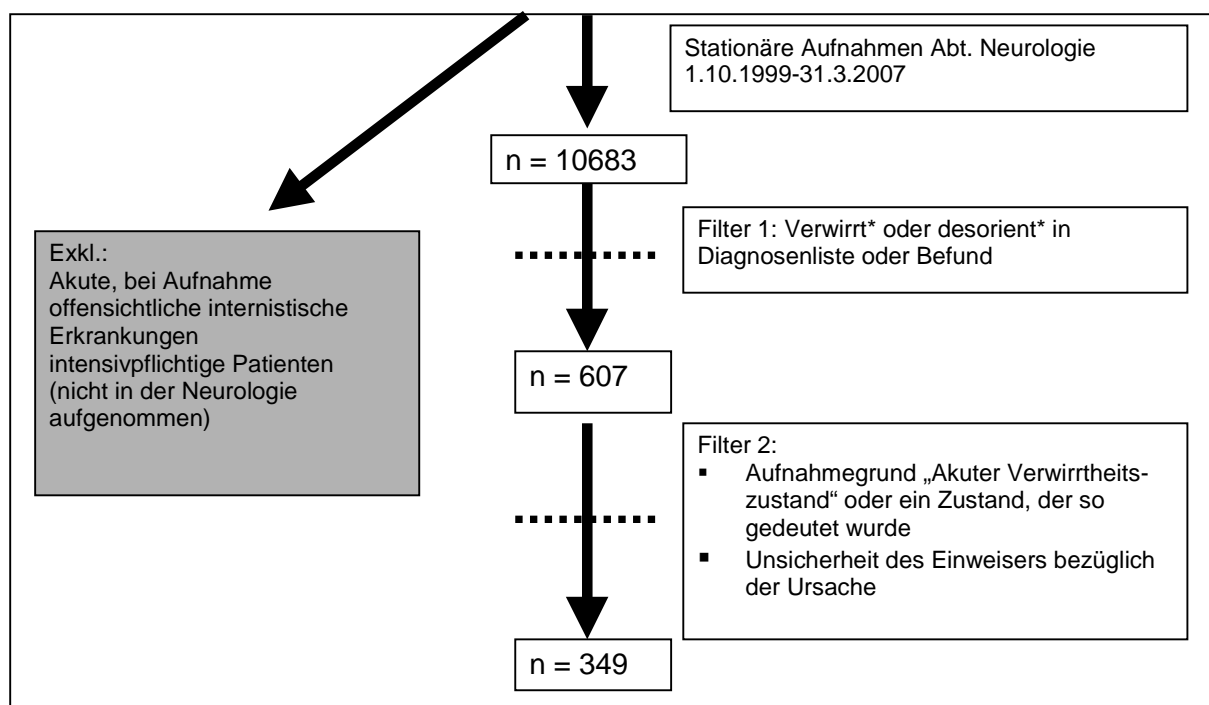 Stationäre Aufnahmen Abt. Neurologie
1.10.1999-31.3.2007
n = 10683
Exkl.:
Akute, bei Aufnahme
offensichtliche internistische
Erkrankungen
intensivpflichtige Patienten
(nicht in der Neurologie
aufgenommen)
Filter 1: Verwirrt* oder desorient* in
Diagnosenliste oder Befund
n = 607
Filter 2:
▪ Aufnahmegrund „Akuter Verwirrtheits-
zustand“ oder ein Zustand, der so
gedeutet wurde
▪ Unsicherheit des Einweisers bezüglich
der Ursache
n = 349